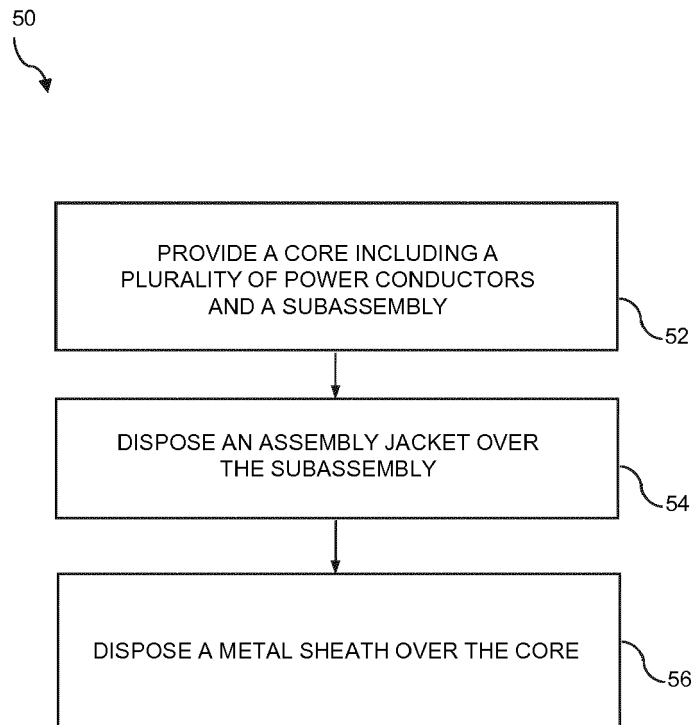 50
PROVIDE A CORE INCLUDING A
PLURALITY OF POWER CONDUCTORS
AND A SUBASSEMBLY
52
DISPOSE AN ASSEMBLY JACKET OVER
THE SUBASSEMBLY
54
DISPOSE A METAL SHEATH OVER THE CORE
56